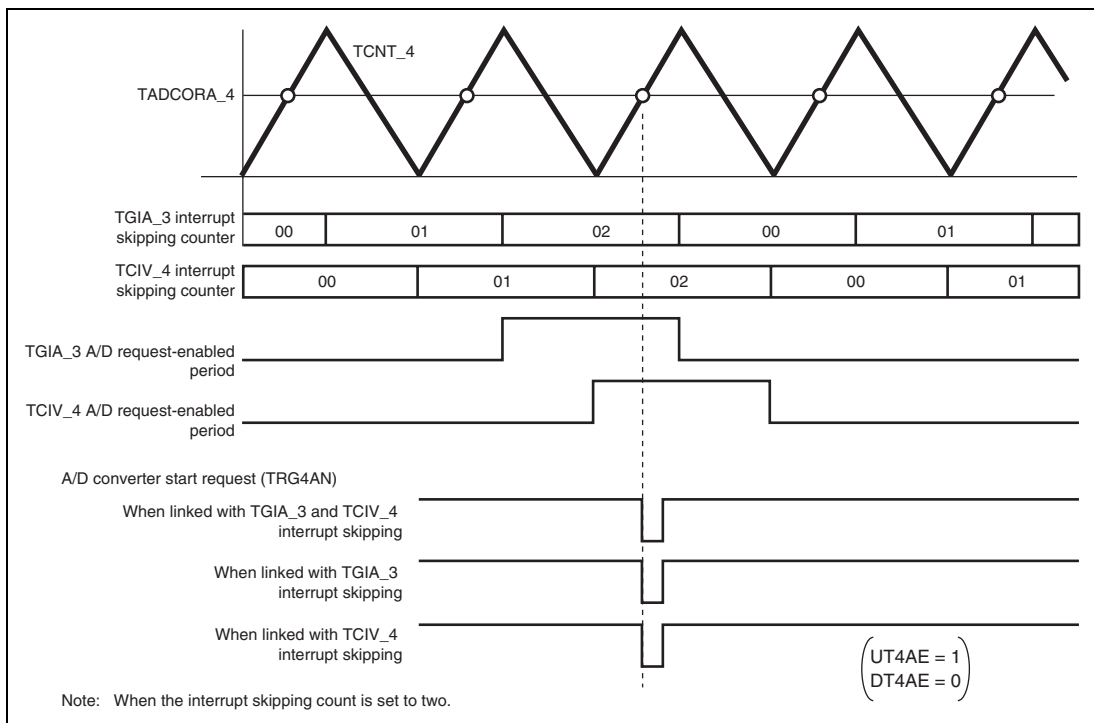 TCNT_4
TADCORA_4
TGIA_3 interrupt
skipping counter
00 01 02 00 01
TCIV_4 interrupt
skipping counter
00 01 02 00 01
TGIA_3 A/D request-enabled
period
TCIV_4 A/D request-enabled
period
A/D converter start request (TRG4AN)
When linked with TGIA_3 and TCIV_4
interrupt skipping
When linked with TGIA_3
interrupt skipping
When linked with TCIV_4
interrupt skipping
UT4AE = 1
DT4AE = 0
Note: When the interrupt skipping count is set to two.